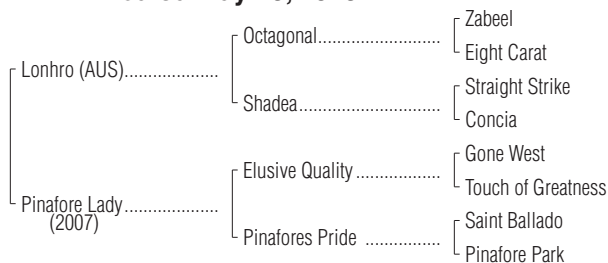 Octagonal
Zabeel
Eight Carat
Lonhro (AUS)
Shadea
Straight Strike
Concia
Elusive Quality
Gone West
Touch of Greatness
Pinafore Lady
(2007)
Pinafores Pride
Saint Ballado
Pinafore Park